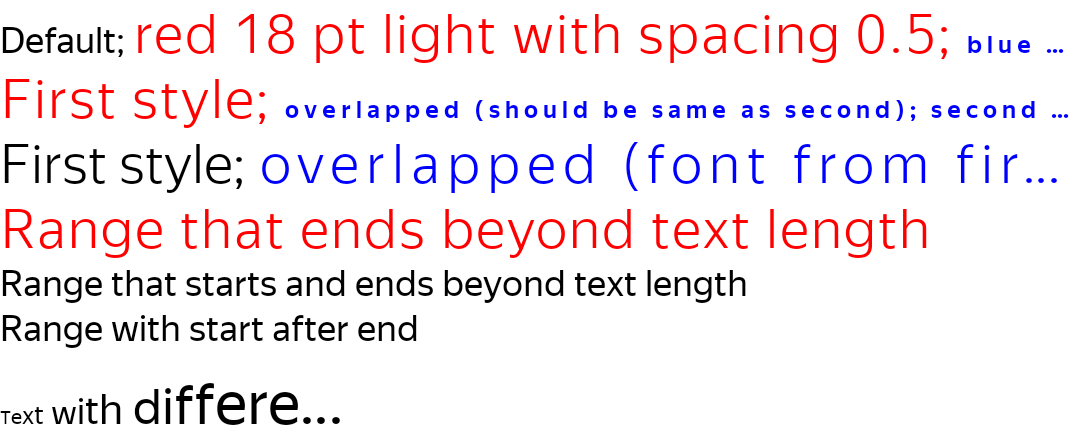 Default; red 18 pt light with spacing 0.5; blue ...
First style; overlapped (should be same as second); second ...
First style; overlapped (font from fir...
Range that ends beyond text length
Range that starts and ends beyond text length
Range with start after end
Text with differe...